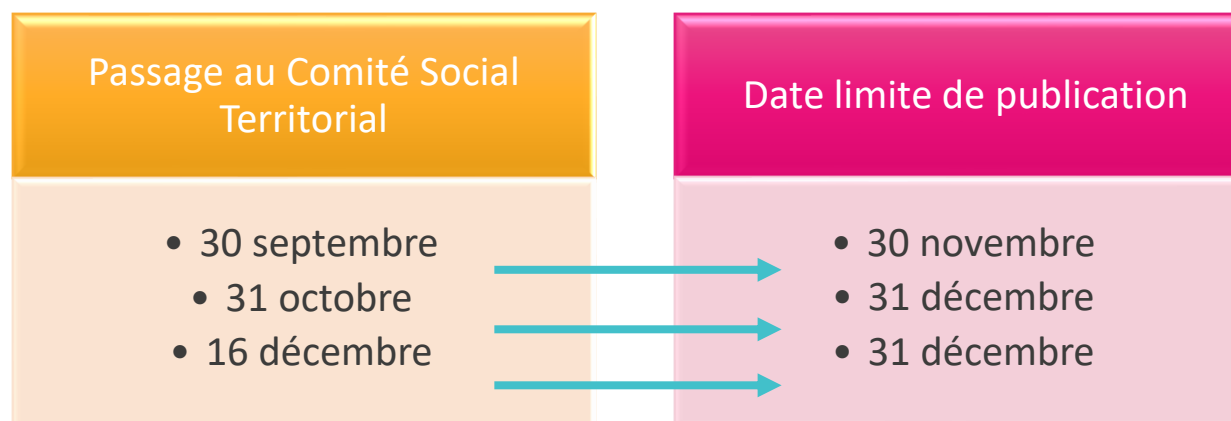 Passage au Comité Social
Territorial
• 30 septembre
• 31 octobre
• 16 décembre
Date limite de publication
• 30 novembre
• 31 décembre
• 31 décembre